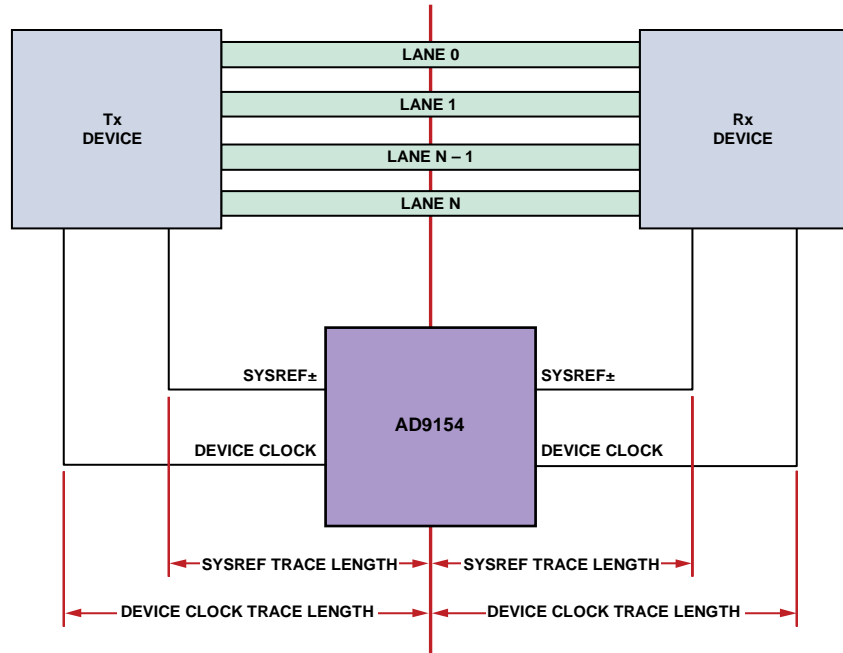 LANE 0
LANE 1
Tx
DEVICE
Rx
DEVICE
LANE N – 1
LANE N
SYSREF±
SYSREF±
AD9154
DEVICE CLOCK
DEVICE CLOCK
SYSREF TRACE LENGTH
SYSREF TRACE LENGTH
DEVICE CLOCK TRACE LENGTH
DEVICE CLOCK TRACE LENGTH